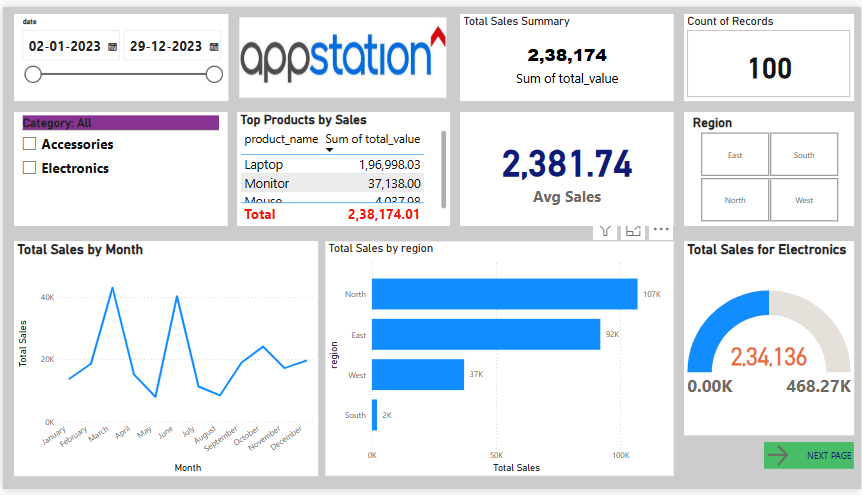 date
02-01-2023
29-12-2023
appstation
Total Sales Summary
2,38,174
Sum of total_value
Count of Records
100
Category: All
Accessories
Electronics
Top Products by Sales
product_name Sum of total_value
Laptop 1,96,998.03
Monitor 37,138.00
Mouse 4,037.98
Total 2,38,174.01
2,381.74
Avg Sales
Region
East
South
North
West
Total Sales by Month
Total Sales
40K
20K
0K
January
February
March
April
May
June
July
August
September
October
November
December
Month
Total Sales by region
region
North 107K
East 92K
West 37K
South 2K
0K 50K 100K
Total Sales
Total Sales for Electronics
2,34,136
0.00K 468.27K
NEXT PAGE